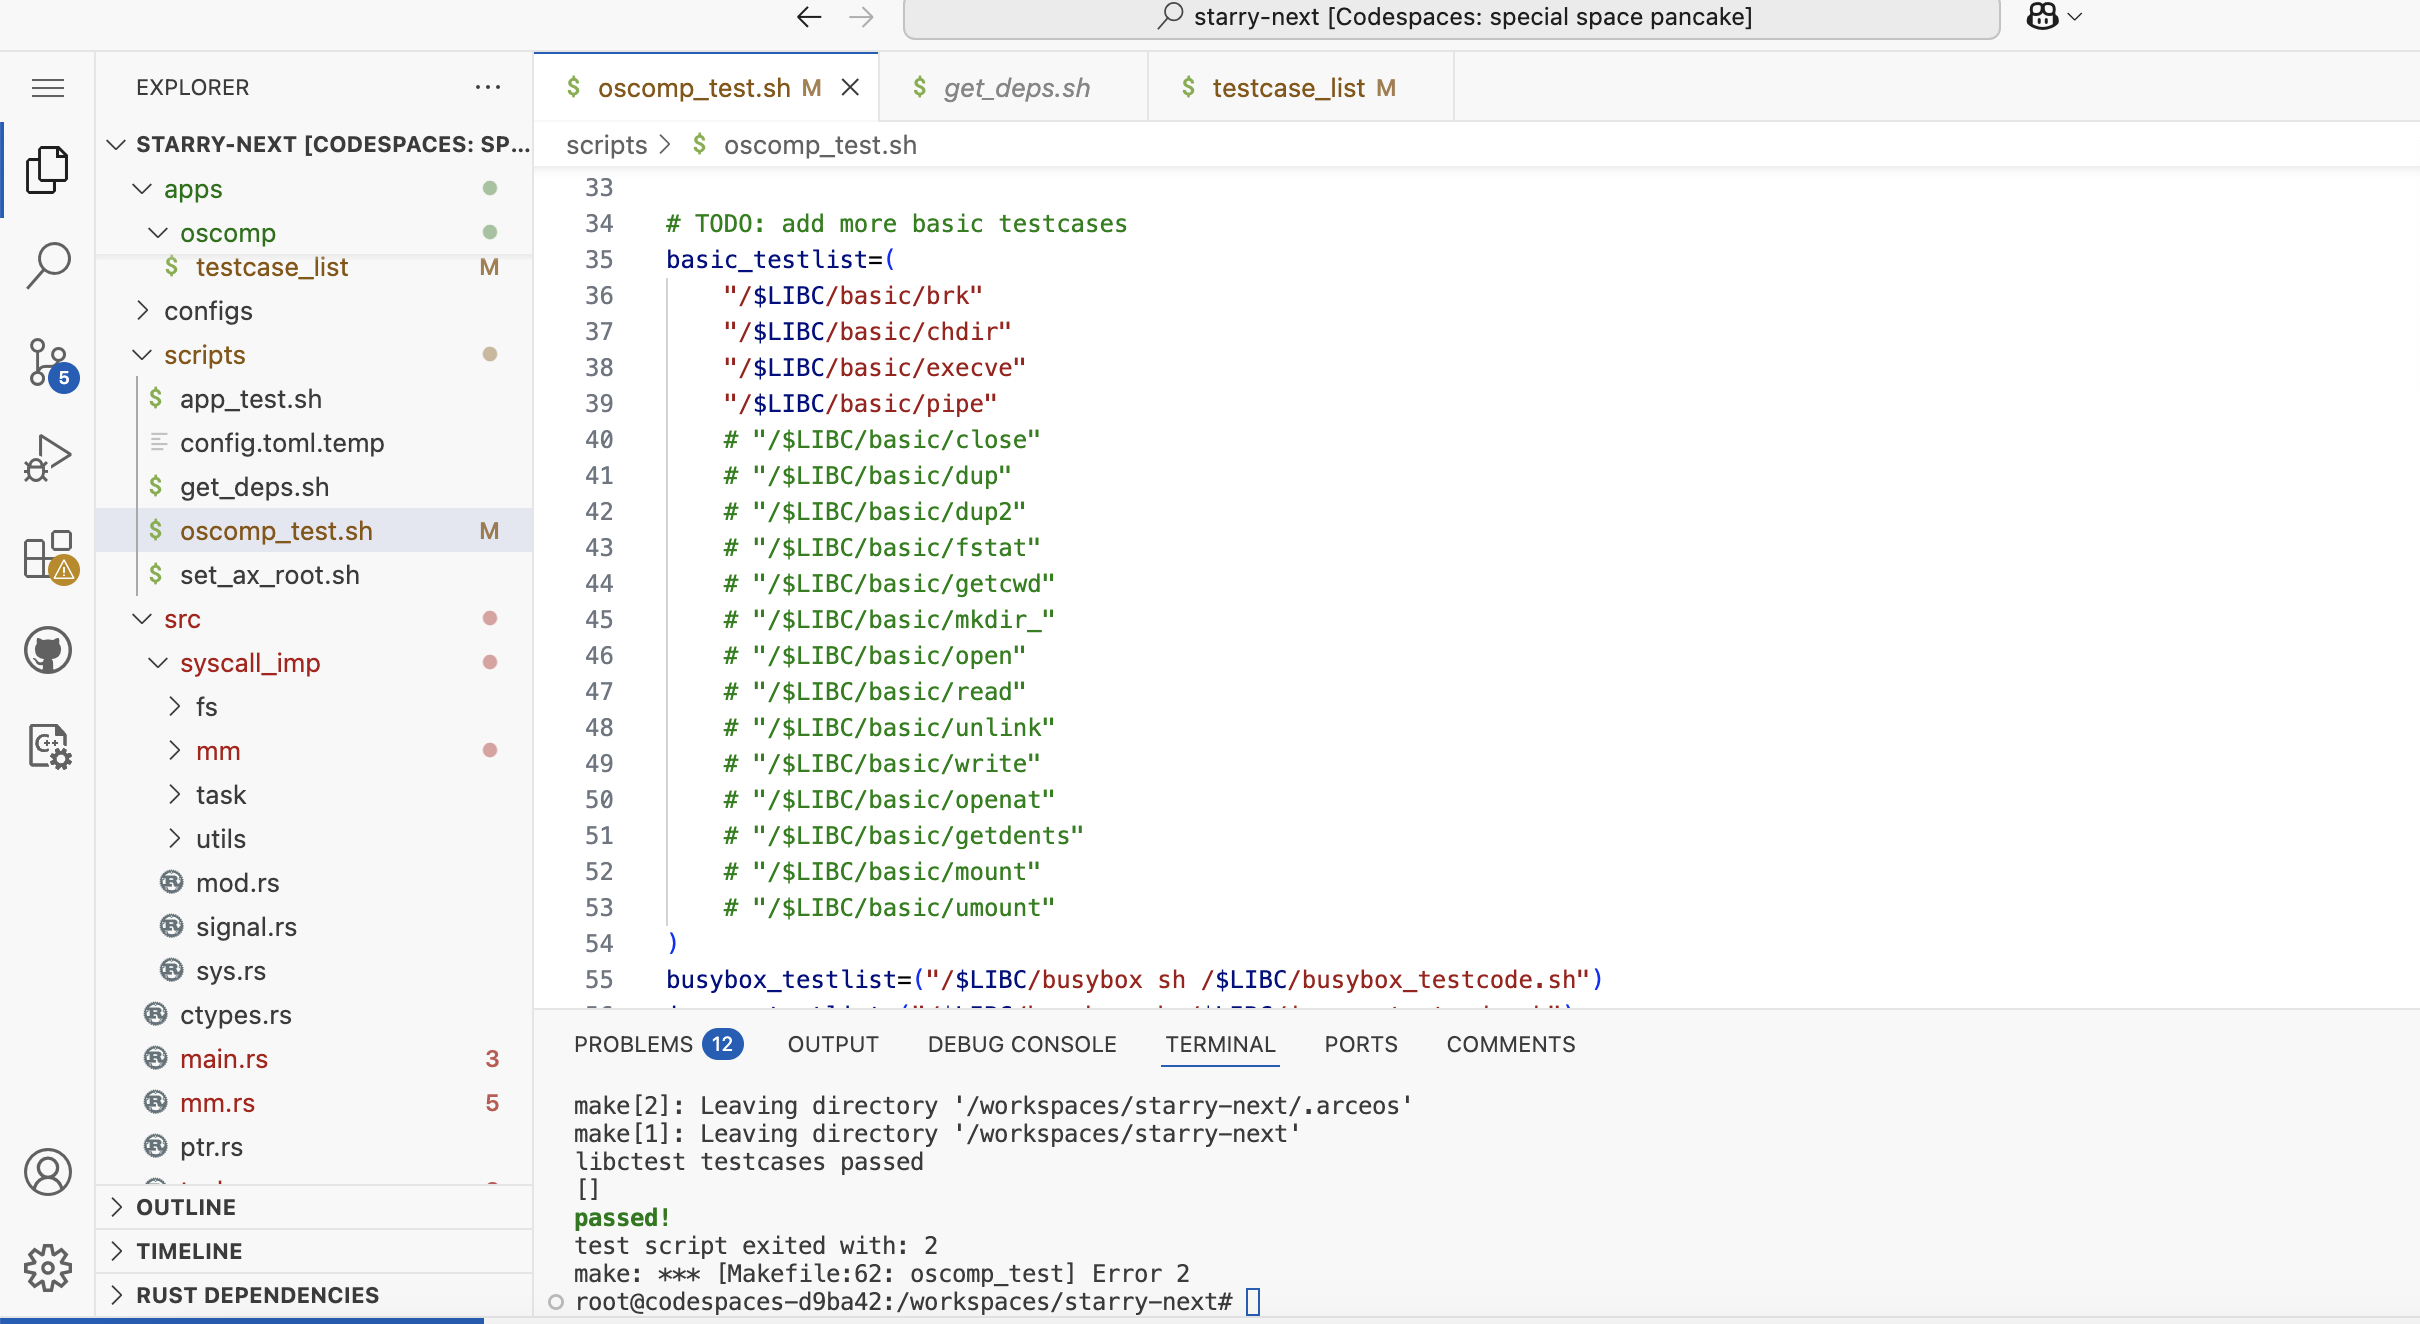 starry-next [Codespaces: special space pancake]
EXPLORER
STARRY-NEXT [CODESPACES: SP...
apps
oscomp
$ testcase_list M
configs
scripts
$ app_test.sh
config.toml.temp
$ get_deps.sh
$ oscomp_test.sh M
$ set_ax_root.sh
src
syscall_imp
fs
mm
task
utils
mod.rs
signal.rs
sys.rs
ctypes.rs
main.rs 3
mm.rs 5
ptr.rs
OUTLINE
TIMELINE
RUST DEPENDENCIES
5
C++
$ oscomp_test.sh M
$ get_deps.sh
$ testcase_list M
scripts > $ oscomp_test.sh
33
34 # TODO: add more basic testcases
35 basic_testlist=(
36 "/$LIBC/basic/brk"
37 "/$LIBC/basic/chdir"
38 "/$LIBC/basic/execve"
39 "/$LIBC/basic/pipe"
40 # "/$LIBC/basic/close"
41 # "/$LIBC/basic/dup"
42 # "/$LIBC/basic/dup2"
43 # "/$LIBC/basic/fstat"
44 # "/$LIBC/basic/getcwd"
45 # "/$LIBC/basic/mkdir_"
46 # "/$LIBC/basic/open"
47 # "/$LIBC/basic/read"
48 # "/$LIBC/basic/unlink"
49 # "/$LIBC/basic/write"
50 # "/$LIBC/basic/openat"
51 # "/$LIBC/basic/getdents"
52 # "/$LIBC/basic/mount"
53 # "/$LIBC/basic/umount"
54 )
55 busybox_testlist=("/$LIBC/busybox sh /$LIBC/busybox_testcode.sh")
PROBLEMS 12 OUTPUT DEBUG CONSOLE TERMINAL PORTS COMMENTS
make[2]: Leaving directory '/workspaces/starry-next/.arceos'
make[1]: Leaving directory '/workspaces/starry-next'
libctest testcases passed
[]
passed!
test script exited with: 2
make: *** [Makefile:62: oscomp_test] Error 2
root@codespaces-d9ba42:/workspaces/starry-next#